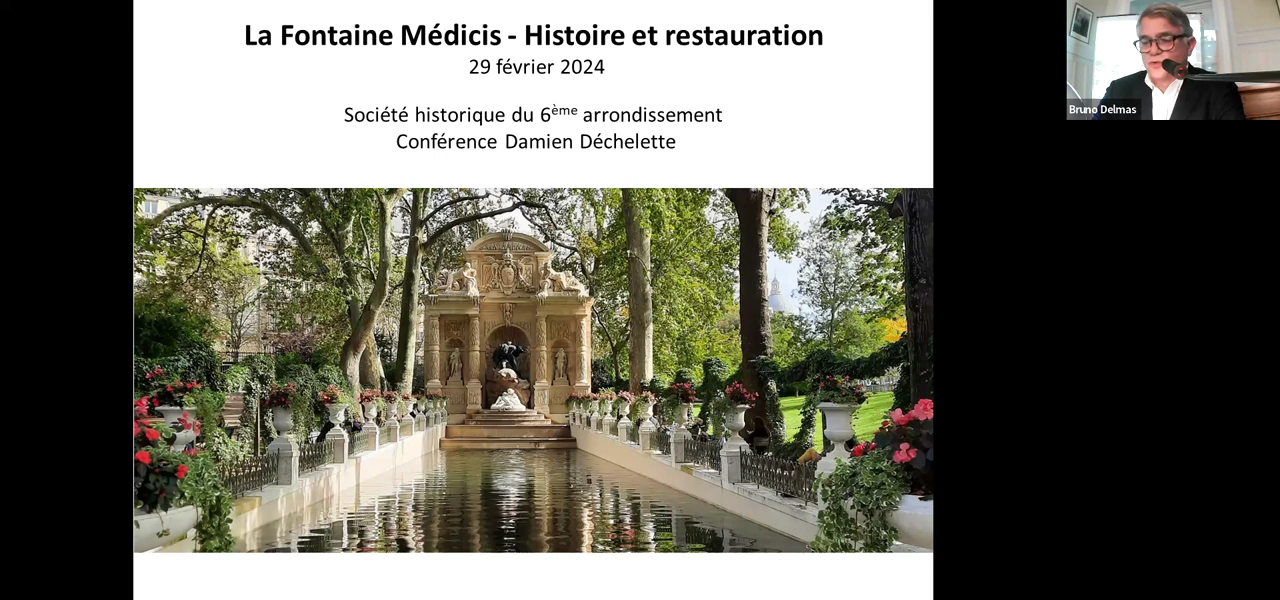 La Fontaine Médicis - Histoire et restauration
29 février 2024
Société historique du 6ème arrondissement
Conférence Damien Déchelette
Bruno Delmas